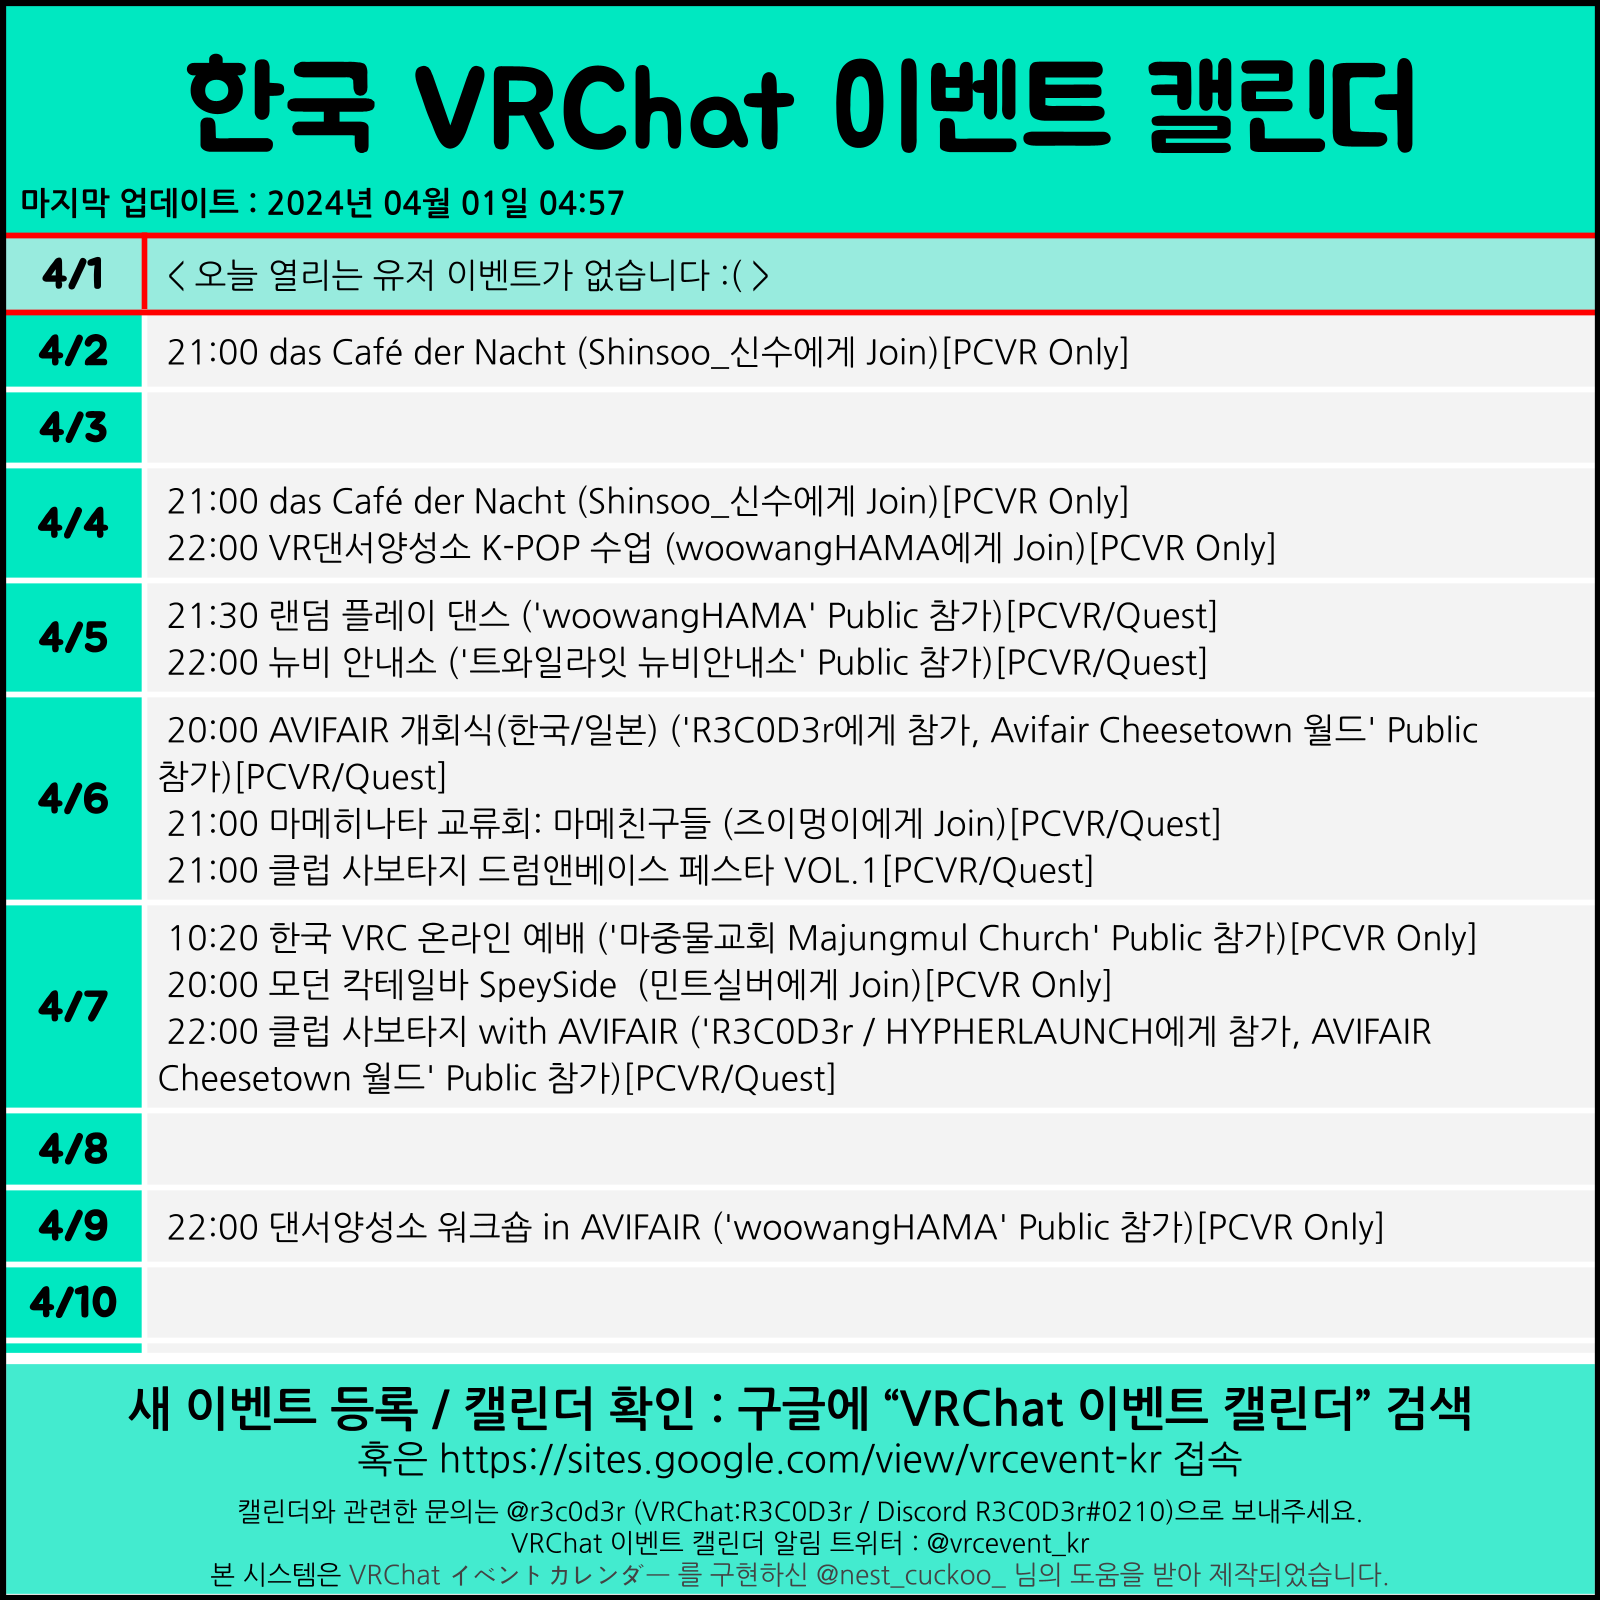 한국 VRChat 이벤트 캘린더
마지막 업데이트 : 2024년 04월 01일 04:57
4/1
< 오늘 열리는 유저 이벤트가 없습니다 :( >
4/2
21:00 das Café der Nacht (Shinsoo_신수에게 Join)[PCVR Only]
4/3
4/4
21:00 das Café der Nacht (Shinsoo_신수에게 Join)[PCVR Only]
22:00 VR댄서양성소 K-POP 수업 (woowangHAMA에게 Join)[PCVR Only]
4/5
21:30 랜덤 플레이 댄스 ('woowangHAMA' Public 참가)[PCVR/Quest]
22:00 뉴비 안내소 ('트와일라잇 뉴비안내소' Public 참가)[PCVR/Quest]
4/6
20:00 AVIFAIR 개회식(한국/일본) ('R3C0D3r에게 참가, Avifair Cheesetown 월드' Public
참가)[PCVR/Quest]
21:00 마메히나타 교류회: 마메친구들 (즈이멍이에게 Join)[PCVR/Quest]
21:00 클럽 사보타지 드럼앤베이스 페스타 VOL.1[PCVR/Quest]
4/7
10:20 한국 VRC 온라인 예배 ('마중물교회 Majungmul Church' Public 참가)[PCVR Only]
20:00 모던 칵테일바 SpeySide  (민트실버에게 Join)[PCVR Only]
22:00 클럽 사보타지 with AVIFAIR ('R3C0D3r / HYPHERLAUNCH에게 참가, AVIFAIR
Cheesetown 월드' Public 참가)[PCVR/Quest]
4/8
4/9
22:00 댄서양성소 워크숍 in AVIFAIR ('woowangHAMA' Public 참가)[PCVR Only]
4/10
새 이벤트 등록 / 캘린더 확인 : 구글에 “VRChat 이벤트 캘린더” 검색
혹은 https://sites.google.com/view/vrcevent-kr 접속
캘린더와 관련한 문의는 @r3c0d3r (VRChat:R3C0D3r / Discord R3C0D3r#0210)으로 보내주세요.
VRChat 이벤트 캘린더 알림 트위터 : @vrcevent_kr
본 시스템은 VRChat イベントカレンダー 를 구현하신 @nest_cuckoo_ 님의 도움을 받아 제작되었습니다.